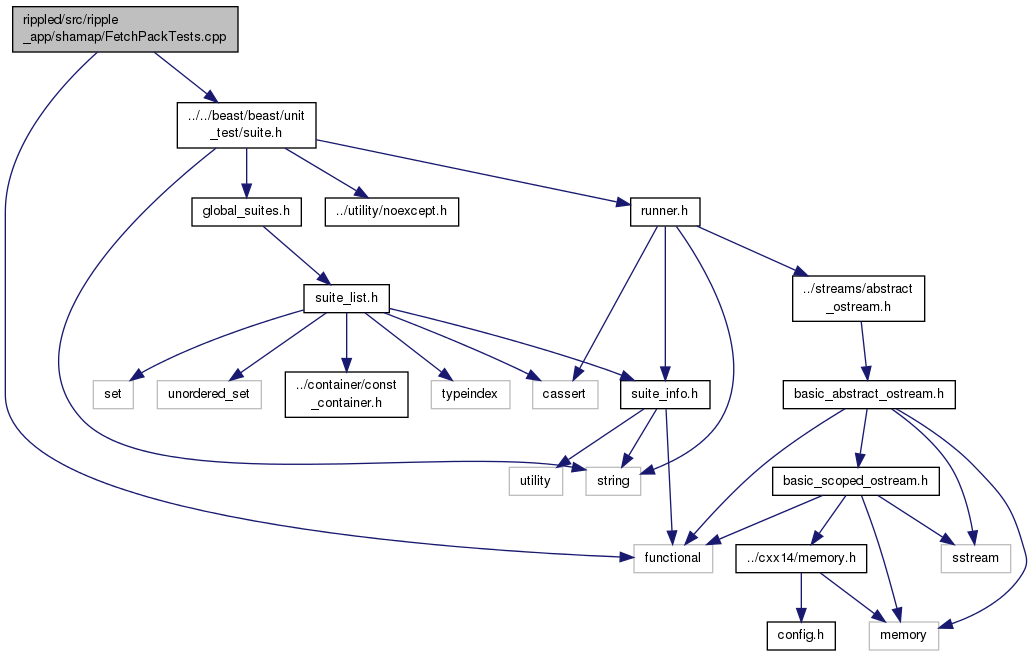 rippled/src/ripple
_app/shamap/FetchPackTests.cpp
../../beast/beast/unit
_test/suite.h
global_suites.h
../utility/noexcept.h
runner.h
suite_list.h
../streams/abstract
_ostream.h
set
unordered_set
../container/const
_container.h
typeindex
cassert
suite_info.h
basic_abstract_ostream.h
utility
string
basic_scoped_ostream.h
functional
../cxx14/memory.h
sstream
config.h
memory